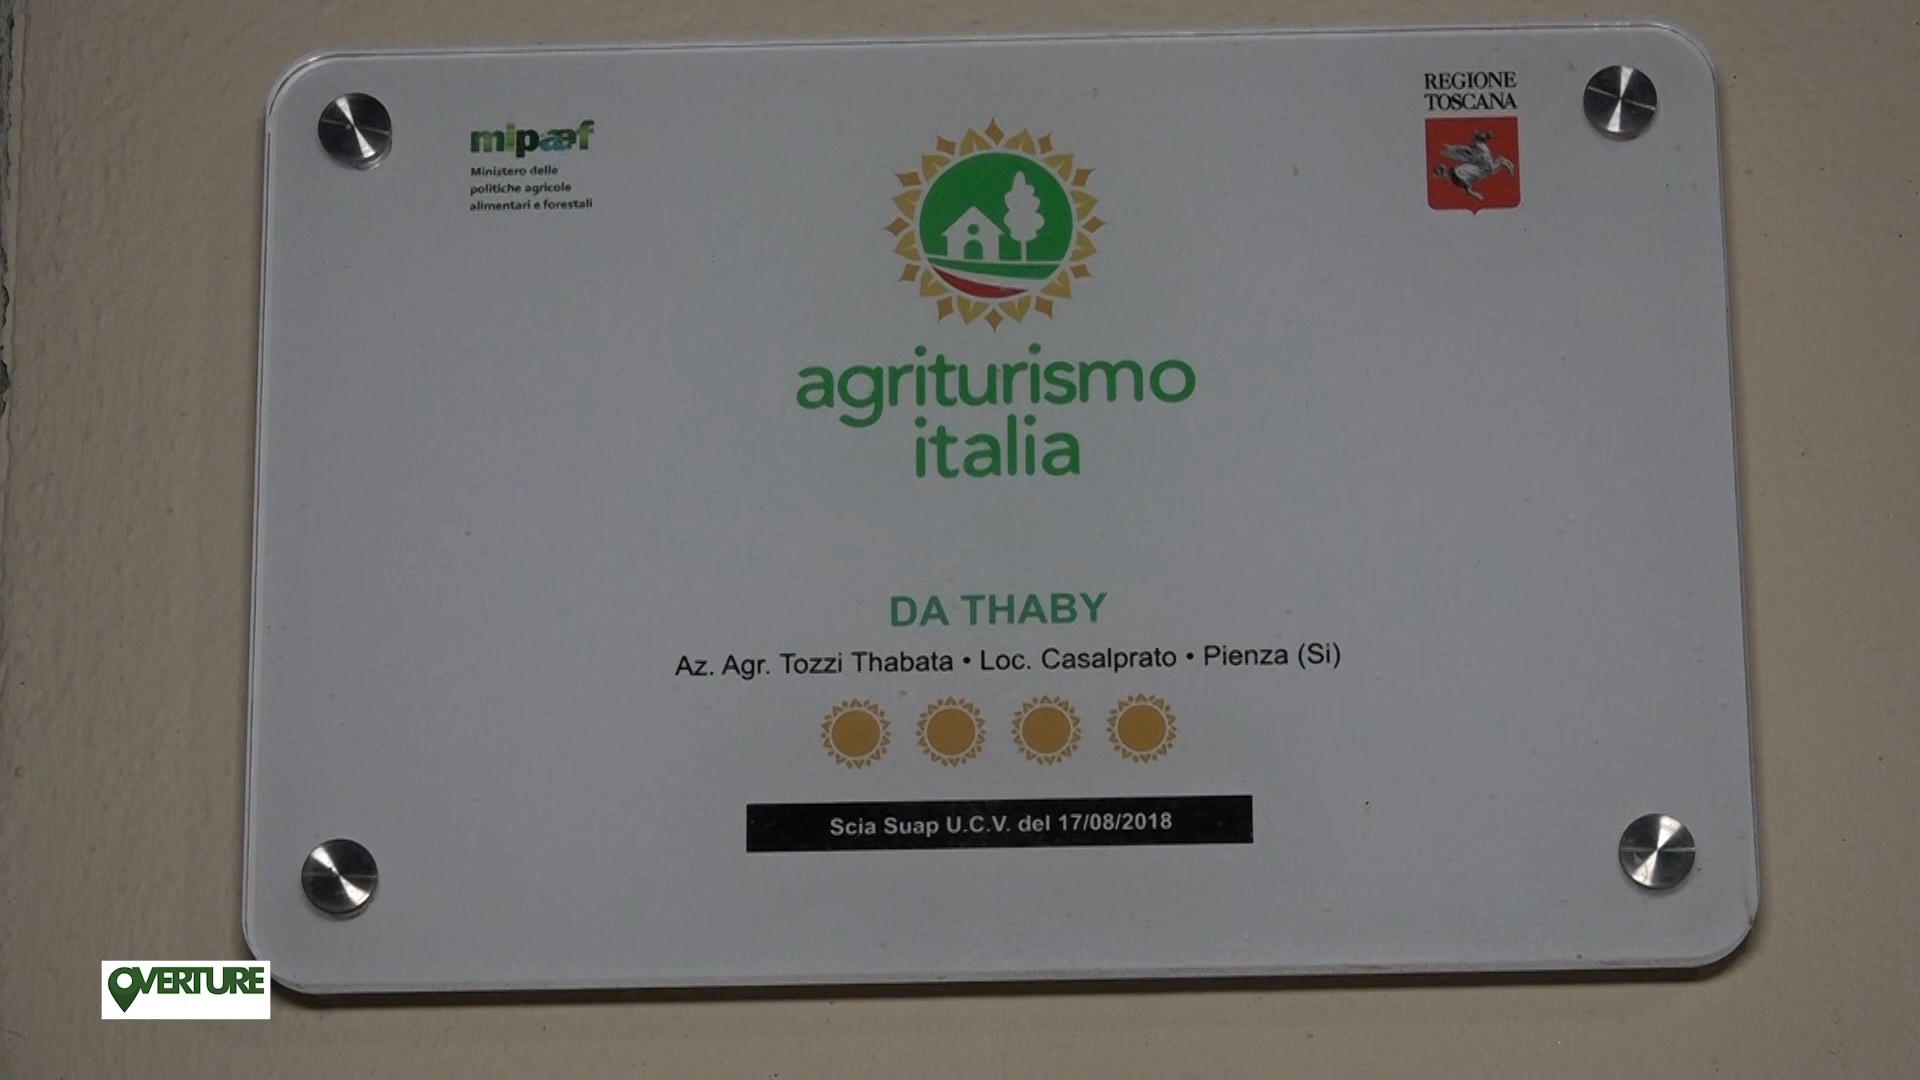 mipaaf
Ministero delle
politiche agricole
alimentari e forestali
REGIONE
TOSCANA
agriturismo
italia
DA THABY
Az. Agr. Tozzi Thabata • Loc. Casalprato • Pienza (Si)
Scia Suap U.C.V. del 17/08/2018
OVERTURE